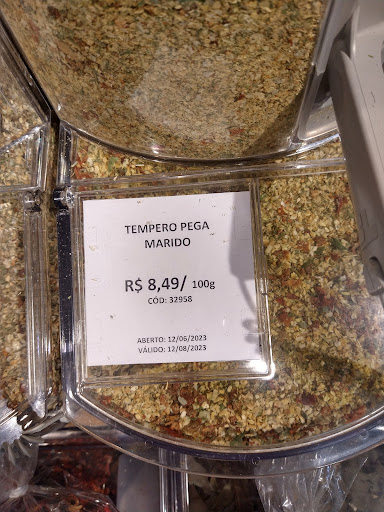 TEMPERO PEGA
MARIDO
R$ 8,49/ 100g
CÓD: 32958
ABERTO: 12/06/2023
VÁLIDO: 12/08/2023